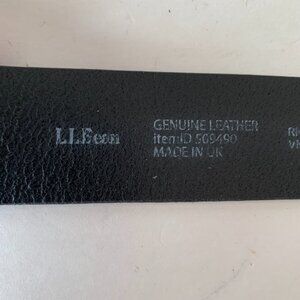 L.L.Bean
GENUINE LEATHER
Item ID 509490
MADE IN UK